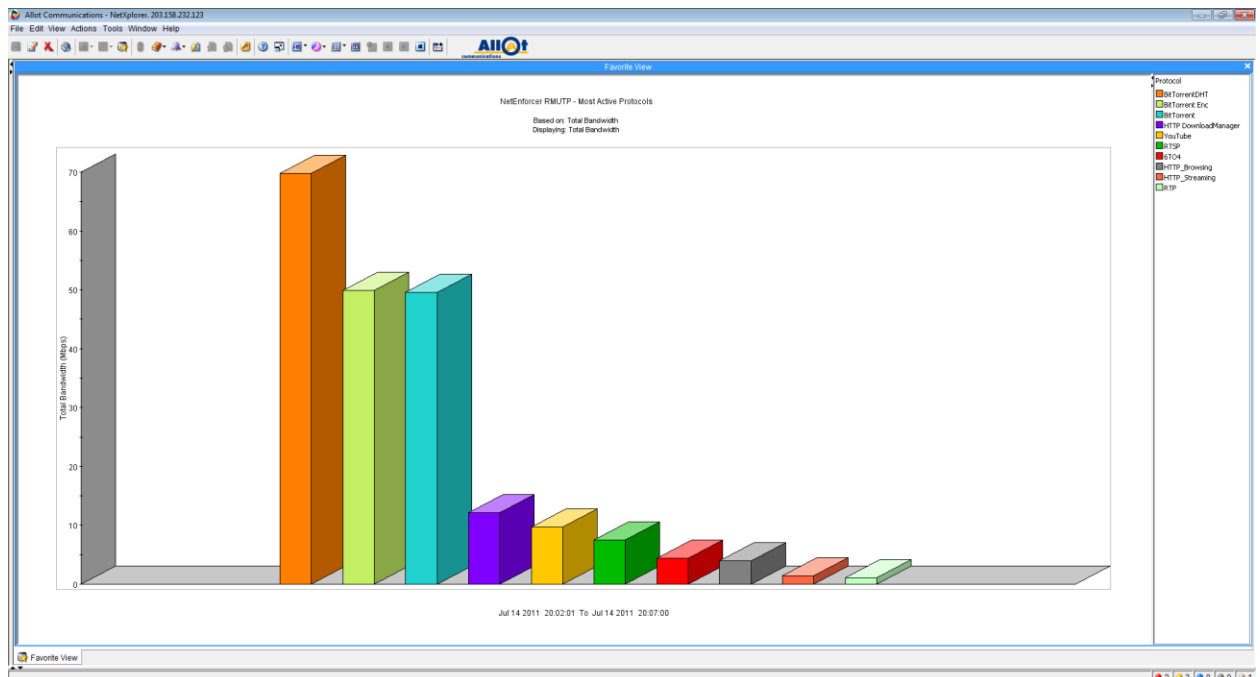 Allot Communications - NetXplorer. 203.158.232.123
File Edit View Actions Tools Window Help
Allot
communications
Favorite View
NetEnforcer RMUTP - Most Active Protocols
Based on: Total Bandwidth
Displaying: Total Bandwidth
Total Bandwidth (Mbps)
70
60
50
40
30
20
10
0
Jul 14 2011 20:02:01 To Jul 14 2011 20:07:00
Protocol
BitTorrentDHT
BitTorrent Enc
BitTorrent
HTTP DownloadManager
YouTube
RTSP
6TO4
HTTP_Browsing
HTTP_Streaming
RTP
Favorite View